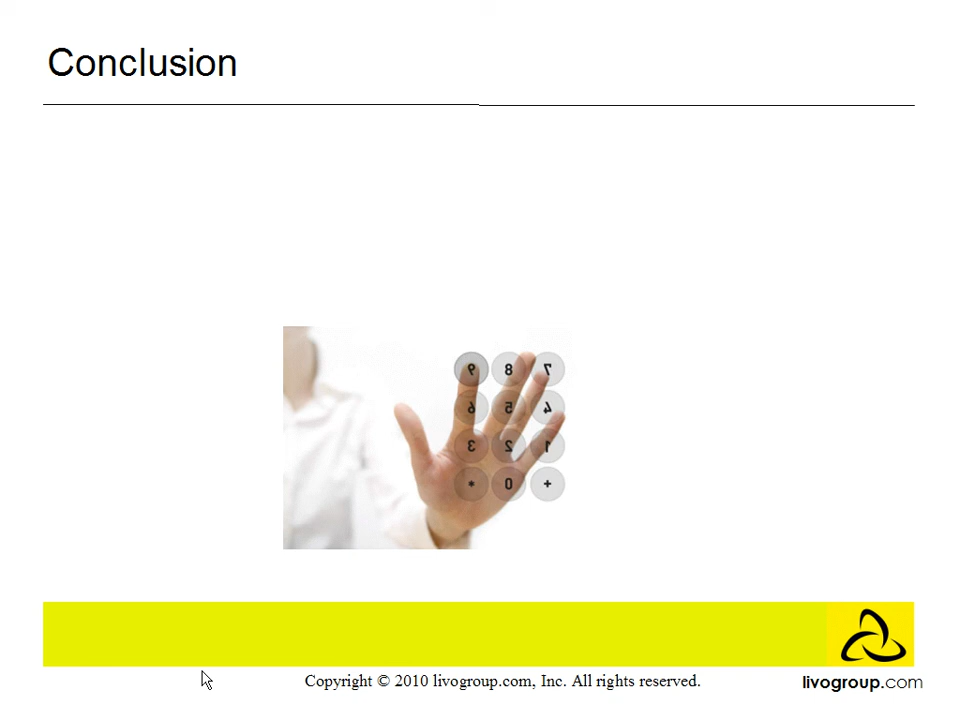 Conclusion
9 8 7
6 5 4
3 2 1
* 0 +
Copyright © 2010 livogroup.com, Inc. All rights reserved.
livogroup.com